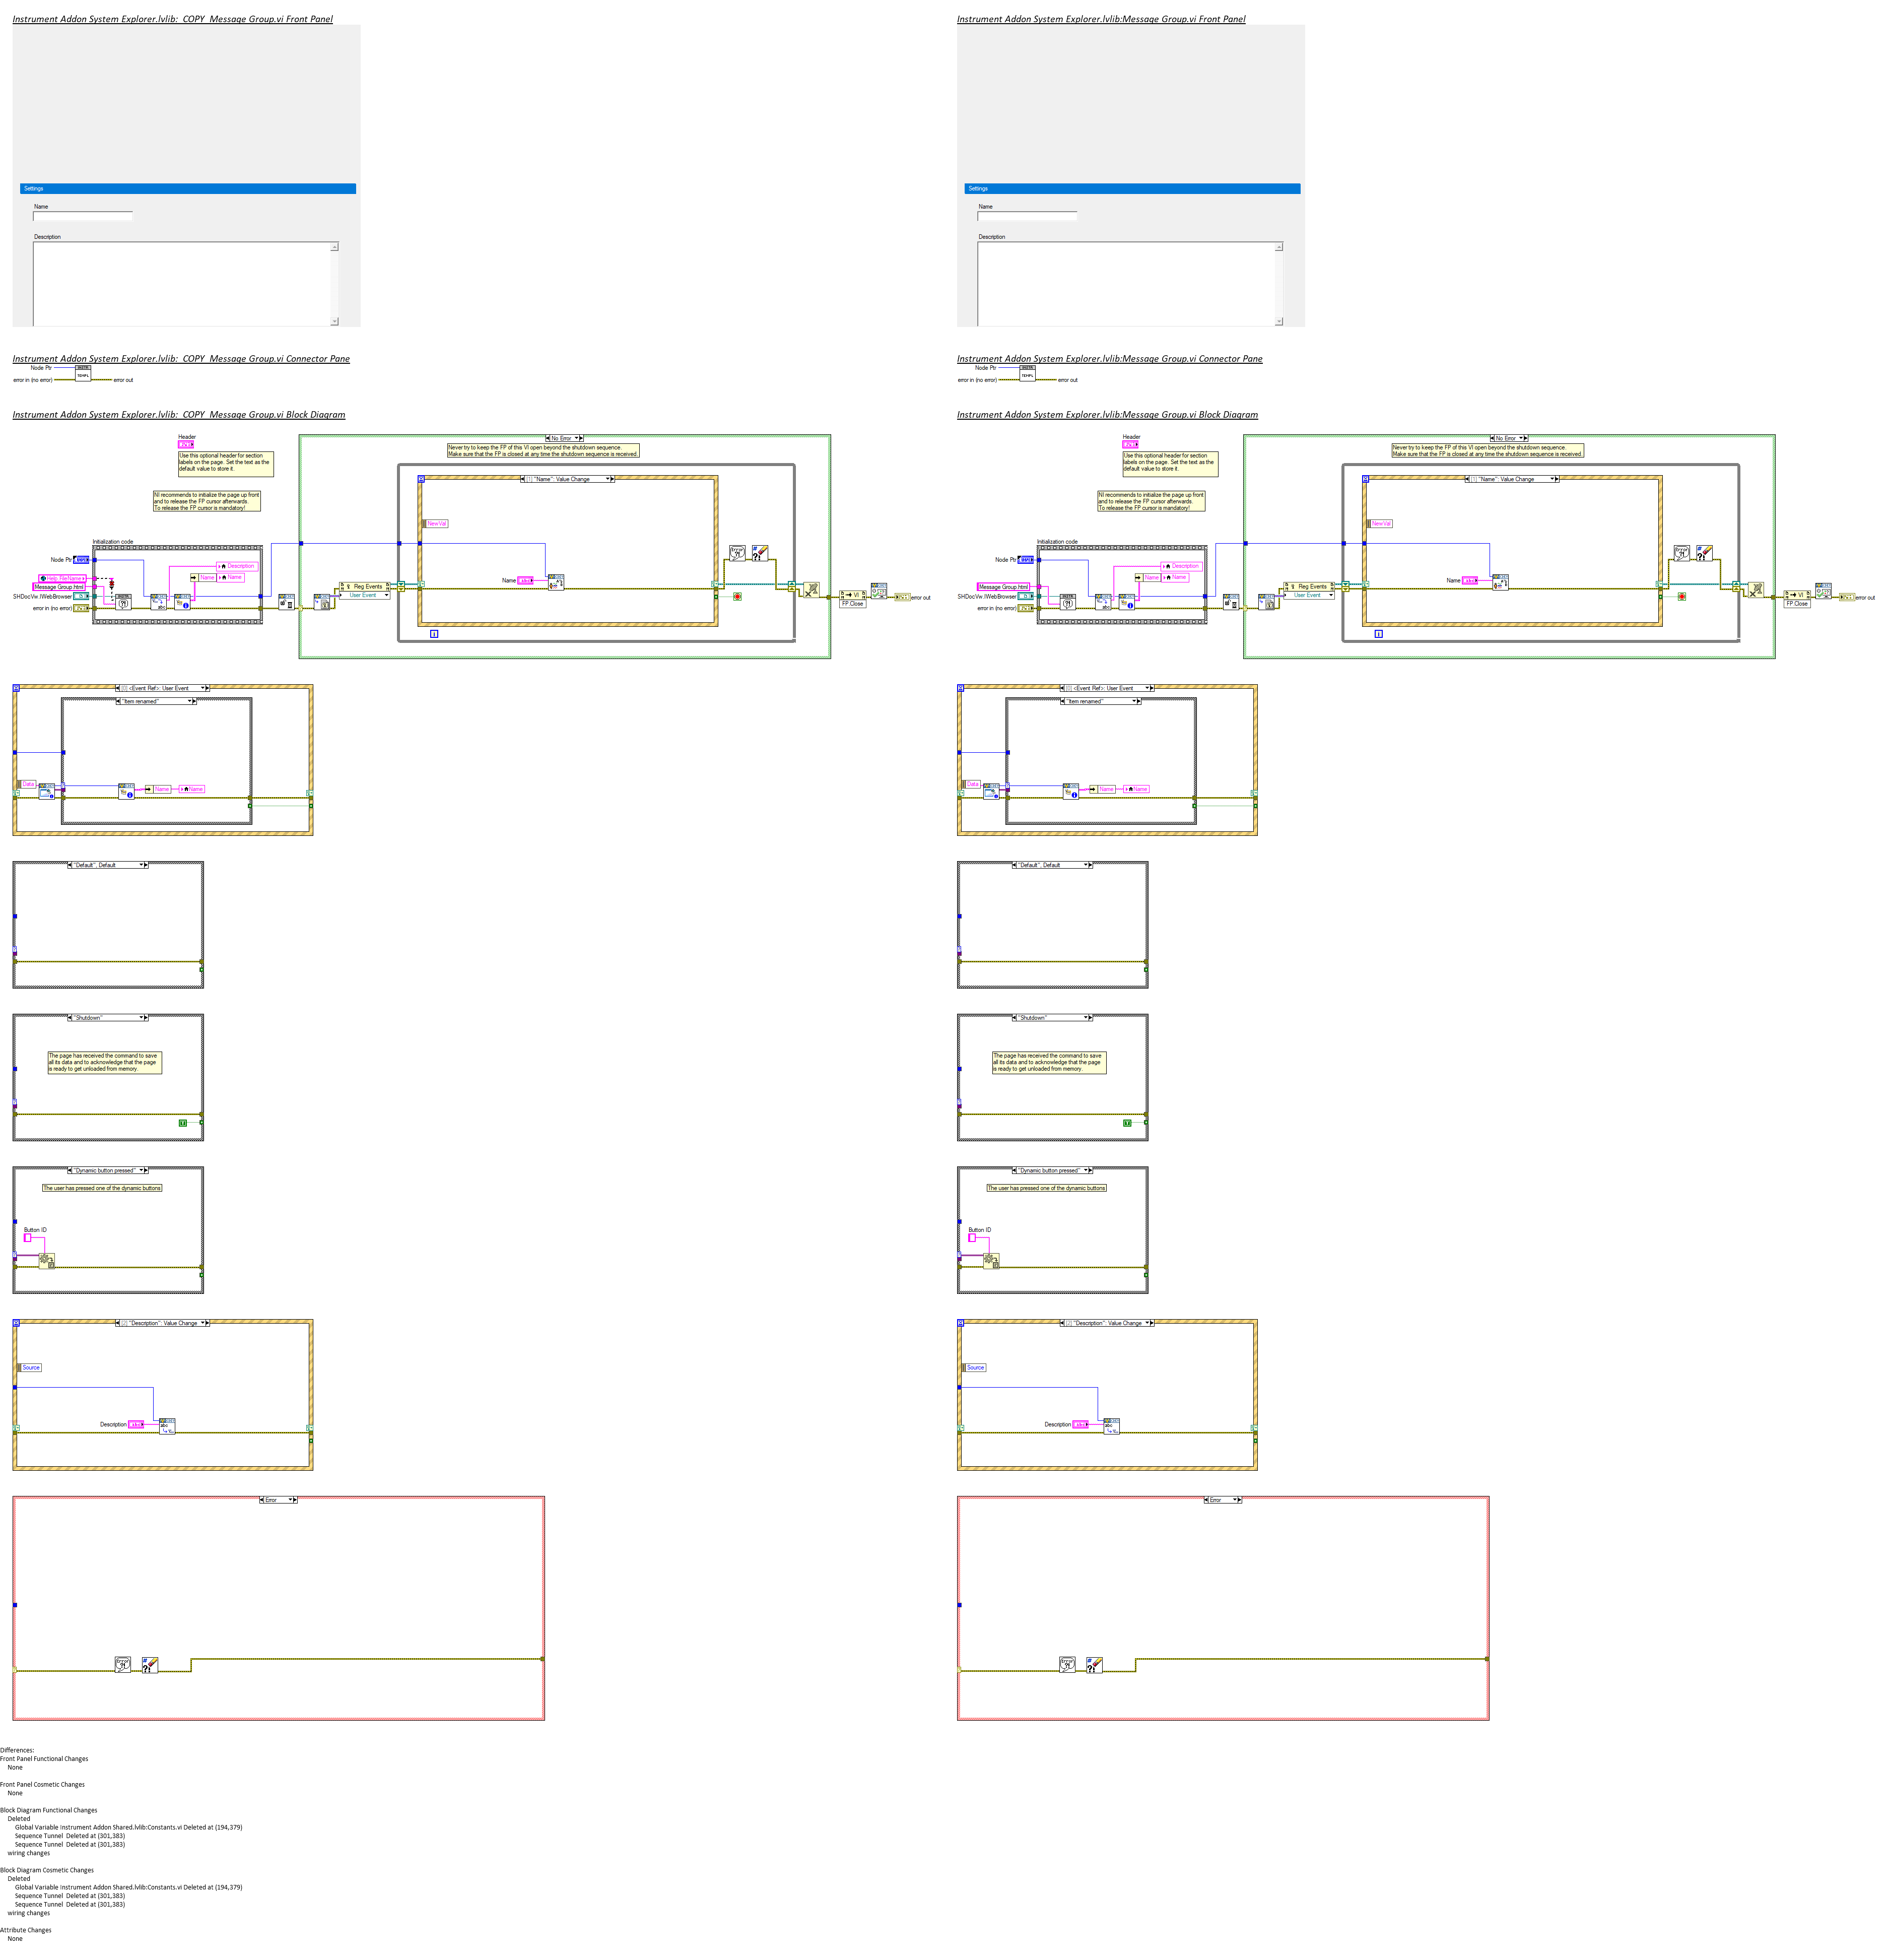 Instrument Addon System Explorer.lvlib:_COPY_Message Group.vi Front Panel
Settings
Name
Description
Instrument Addon System Explorer.lvlib:_COPY_Message Group.vi Connector Pane
Node Ptr
error in (no error)
error out
Instrument Addon System Explorer.lvlib:_COPY_Message Group.vi Block Diagram
Header
Use this optional header for section
labels on the page. Set the text as the
default value to store it.
NI recommends to initialize the page up front
and to release the FP cursor afterwards.
To release the FP cursor is mandatory!
Initialization code
Node Ptr
Help FileName
Message Group.html
SHDocVw.IWebBrowser
error in (no error)
Description
Name
Name
No Error
Never try to keep the FP of this VI open beyond the shutdown sequence.
Make sure that the FP is closed at any time the shutdown sequence is received.
[1] "Name": Value Change
NewVal
Name
Reg Events
User Event
VI
FP.Close
error out
[0] <Event Ref>: User Event
"Item renamed"
Data
Name
Name
"Default", Default
"Shutdown"
The page has received the command to save
all its data and to acknowledge that the page
is ready to get unloaded from memory.
"Dynamic button pressed"
The user has pressed one of the dynamic buttons
Button ID
[2] "Description": Value Change
Source
Description
Error
Instrument Addon System Explorer.lvlib:Message Group.vi Front Panel
Settings
Name
Description
Instrument Addon System Explorer.lvlib:Message Group.vi Connector Pane
Node Ptr
error in (no error)
error out
Instrument Addon System Explorer.lvlib:Message Group.vi Block Diagram
Header
Use this optional header for section
labels on the page. Set the text as the
default value to store it.
NI recommends to initialize the page up front
and to release the FP cursor afterwards.
To release the FP cursor is mandatory!
Initialization code
Node Ptr
Message Group.html
SHDocVw.IWebBrowser
error in (no error)
Description
Name
Name
No Error
Never try to keep the FP of this VI open beyond the shutdown sequence.
Make sure that the FP is closed at any time the shutdown sequence is received.
[1] "Name": Value Change
NewVal
Name
Reg Events
User Event
VI
FP.Close
error out
[0] <Event Ref>: User Event
"Item renamed"
Data
Name
Name
"Default", Default
"Shutdown"
The page has received the command to save
all its data and to acknowledge that the page
is ready to get unloaded from memory.
"Dynamic button pressed"
The user has pressed one of the dynamic buttons
Button ID
[2] "Description": Value Change
Source
Description
Error
Differences:
Front Panel Functional Changes
None
Front Panel Cosmetic Changes
None
Block Diagram Functional Changes
Deleted
Global Variable Instrument Addon Shared.lvlib:Constants.vi Deleted at (194,379)
Sequence Tunnel  Deleted at (301,383)
Sequence Tunnel  Deleted at (301,383)
wiring changes
Block Diagram Cosmetic Changes
Deleted
Global Variable Instrument Addon Shared.lvlib:Constants.vi Deleted at (194,379)
Sequence Tunnel  Deleted at (301,383)
Sequence Tunnel  Deleted at (301,383)
wiring changes
Attribute Changes
None